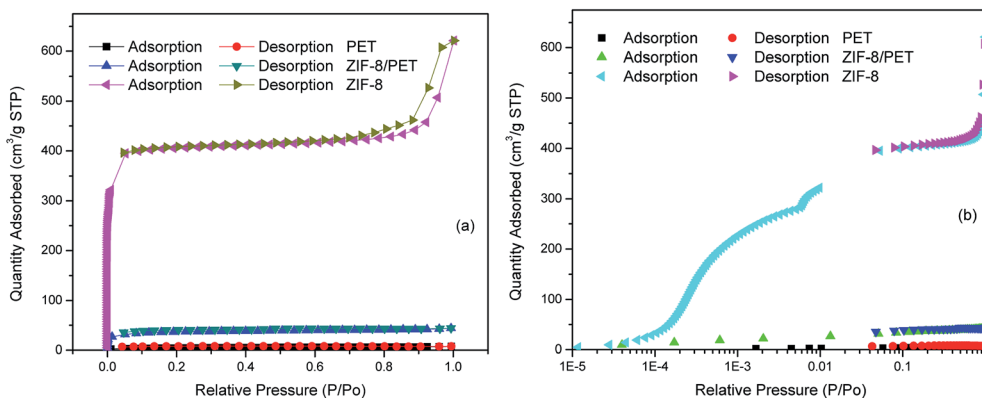 Quantity Adsorbed (cm³/g STP)
600
500
400
300
200
100
0
Adsorption Desorption PET
Adsorption Desorption ZIF-8/PET
Adsorption Desorption ZIF-8
(a)
0.0 0.2 0.4 0.6 0.8 1.0
Relative Pressure (P/Po)
Quantity Adsorbed (cm³/g STP)
600
500
400
300
200
100
0
Adsorption Desorption PET
Adsorption Desorption ZIF-8/PET
Adsorption Desorption ZIF-8
(b)
1E-5 1E-4 1E-3 0.01 0.1
Relative Pressure (P/Po)